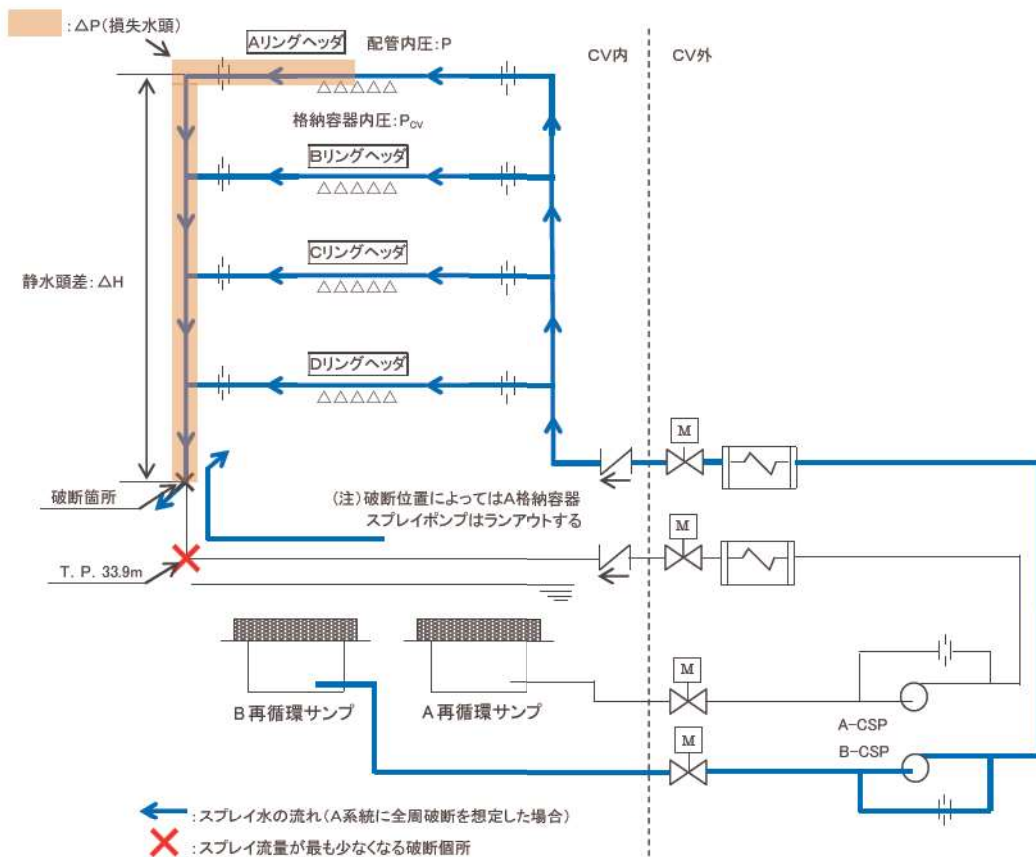 :△P(損失水頭)
Aリングヘッダ
配管内圧:P
CV内
CV外
格納容器内圧:PCV
Bリングヘッダ
Cリングヘッダ
静水頭差:△H
Dリングヘッダ
M
破断箇所
(注)破断位置によってはA格納容器
スプレイポンプはランアウトする
M
T. P. 33.9m
M
B再循環サンプ
A再循環サンプ
A-CSP
B-CSP
M
:スプレイ水の流れ(A系統に全周破断を想定した場合)
:スプレイ流量が最も少なくなる破断個所